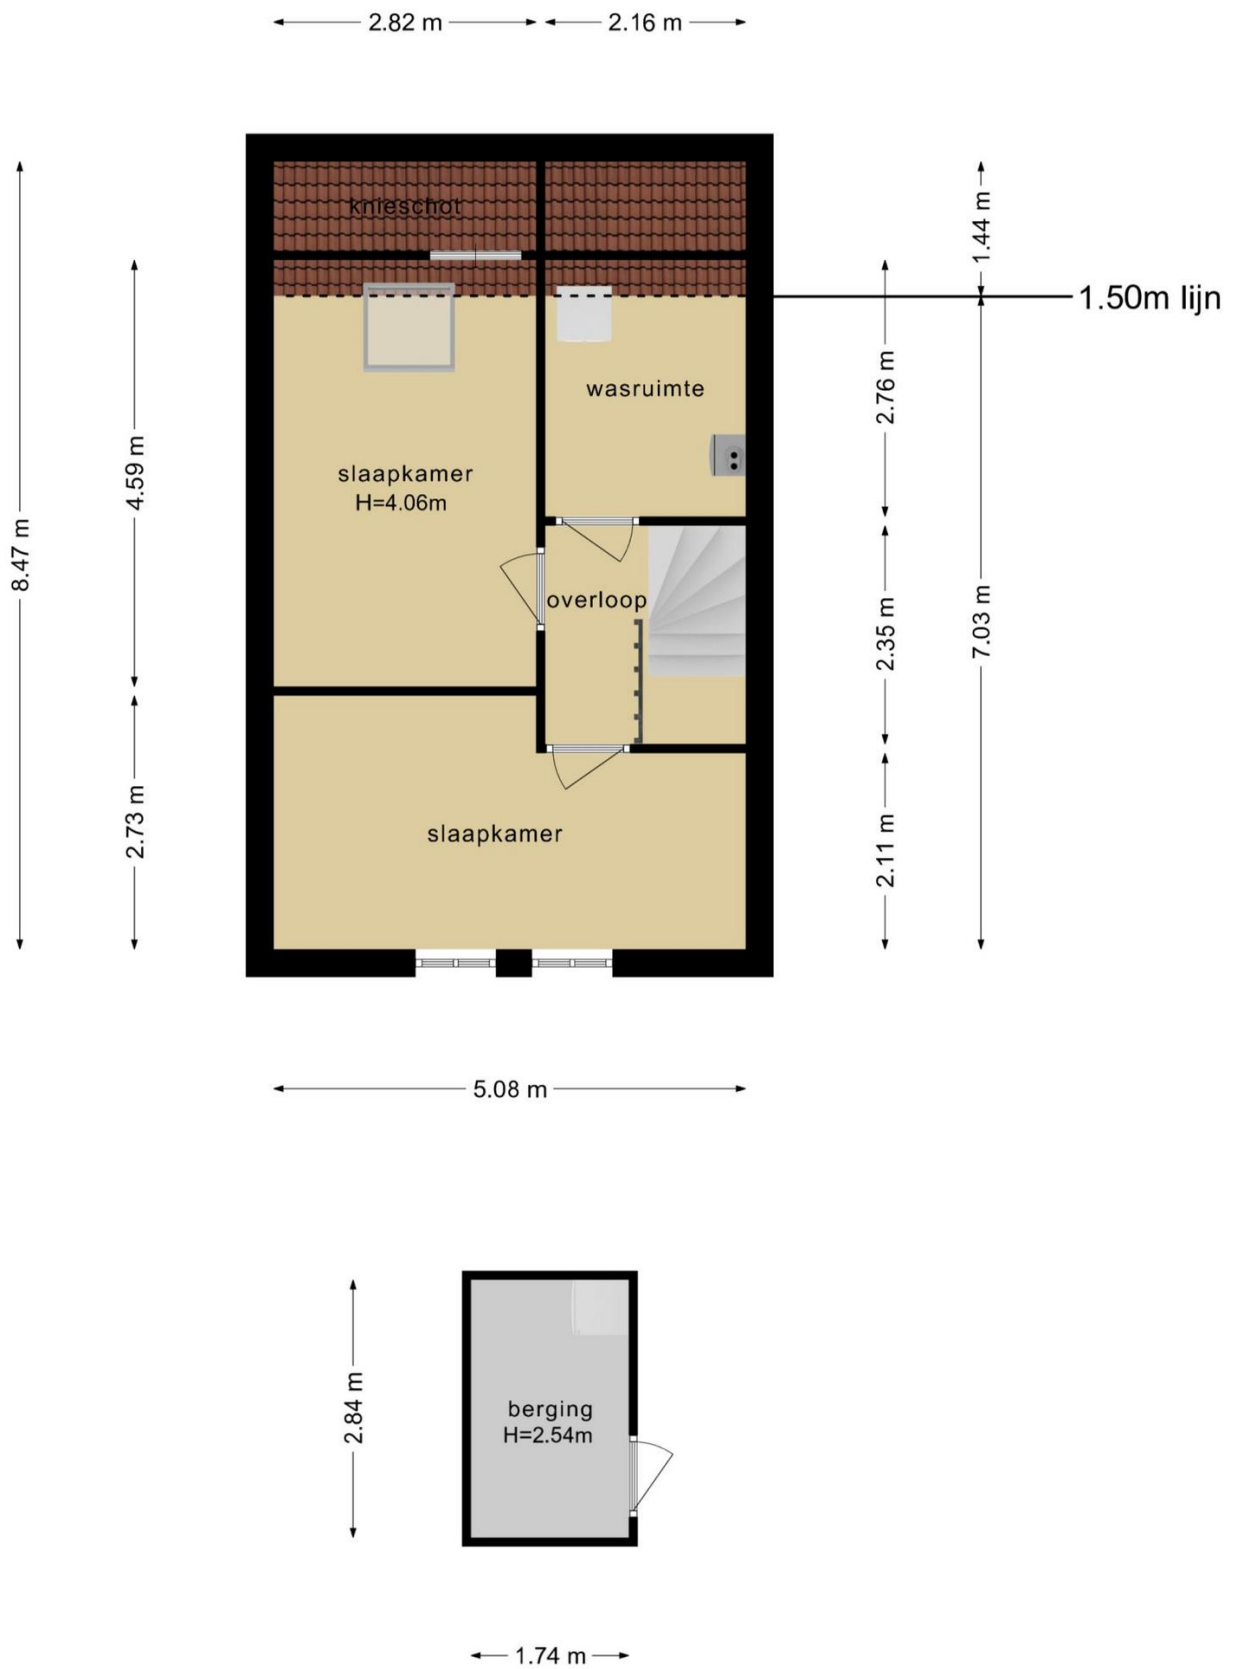 2.82 m
2.16 m
knieschot
1.44 m
1.50m lijn
wasruimte
2.76 m
slaapkamer
H=4.06m
4.59 m
8.47 m
overloop
2.35 m
7.03 m
slaapkamer
2.73 m
2.11 m
5.08 m
berging
H=2.54m
2.84 m
1.74 m